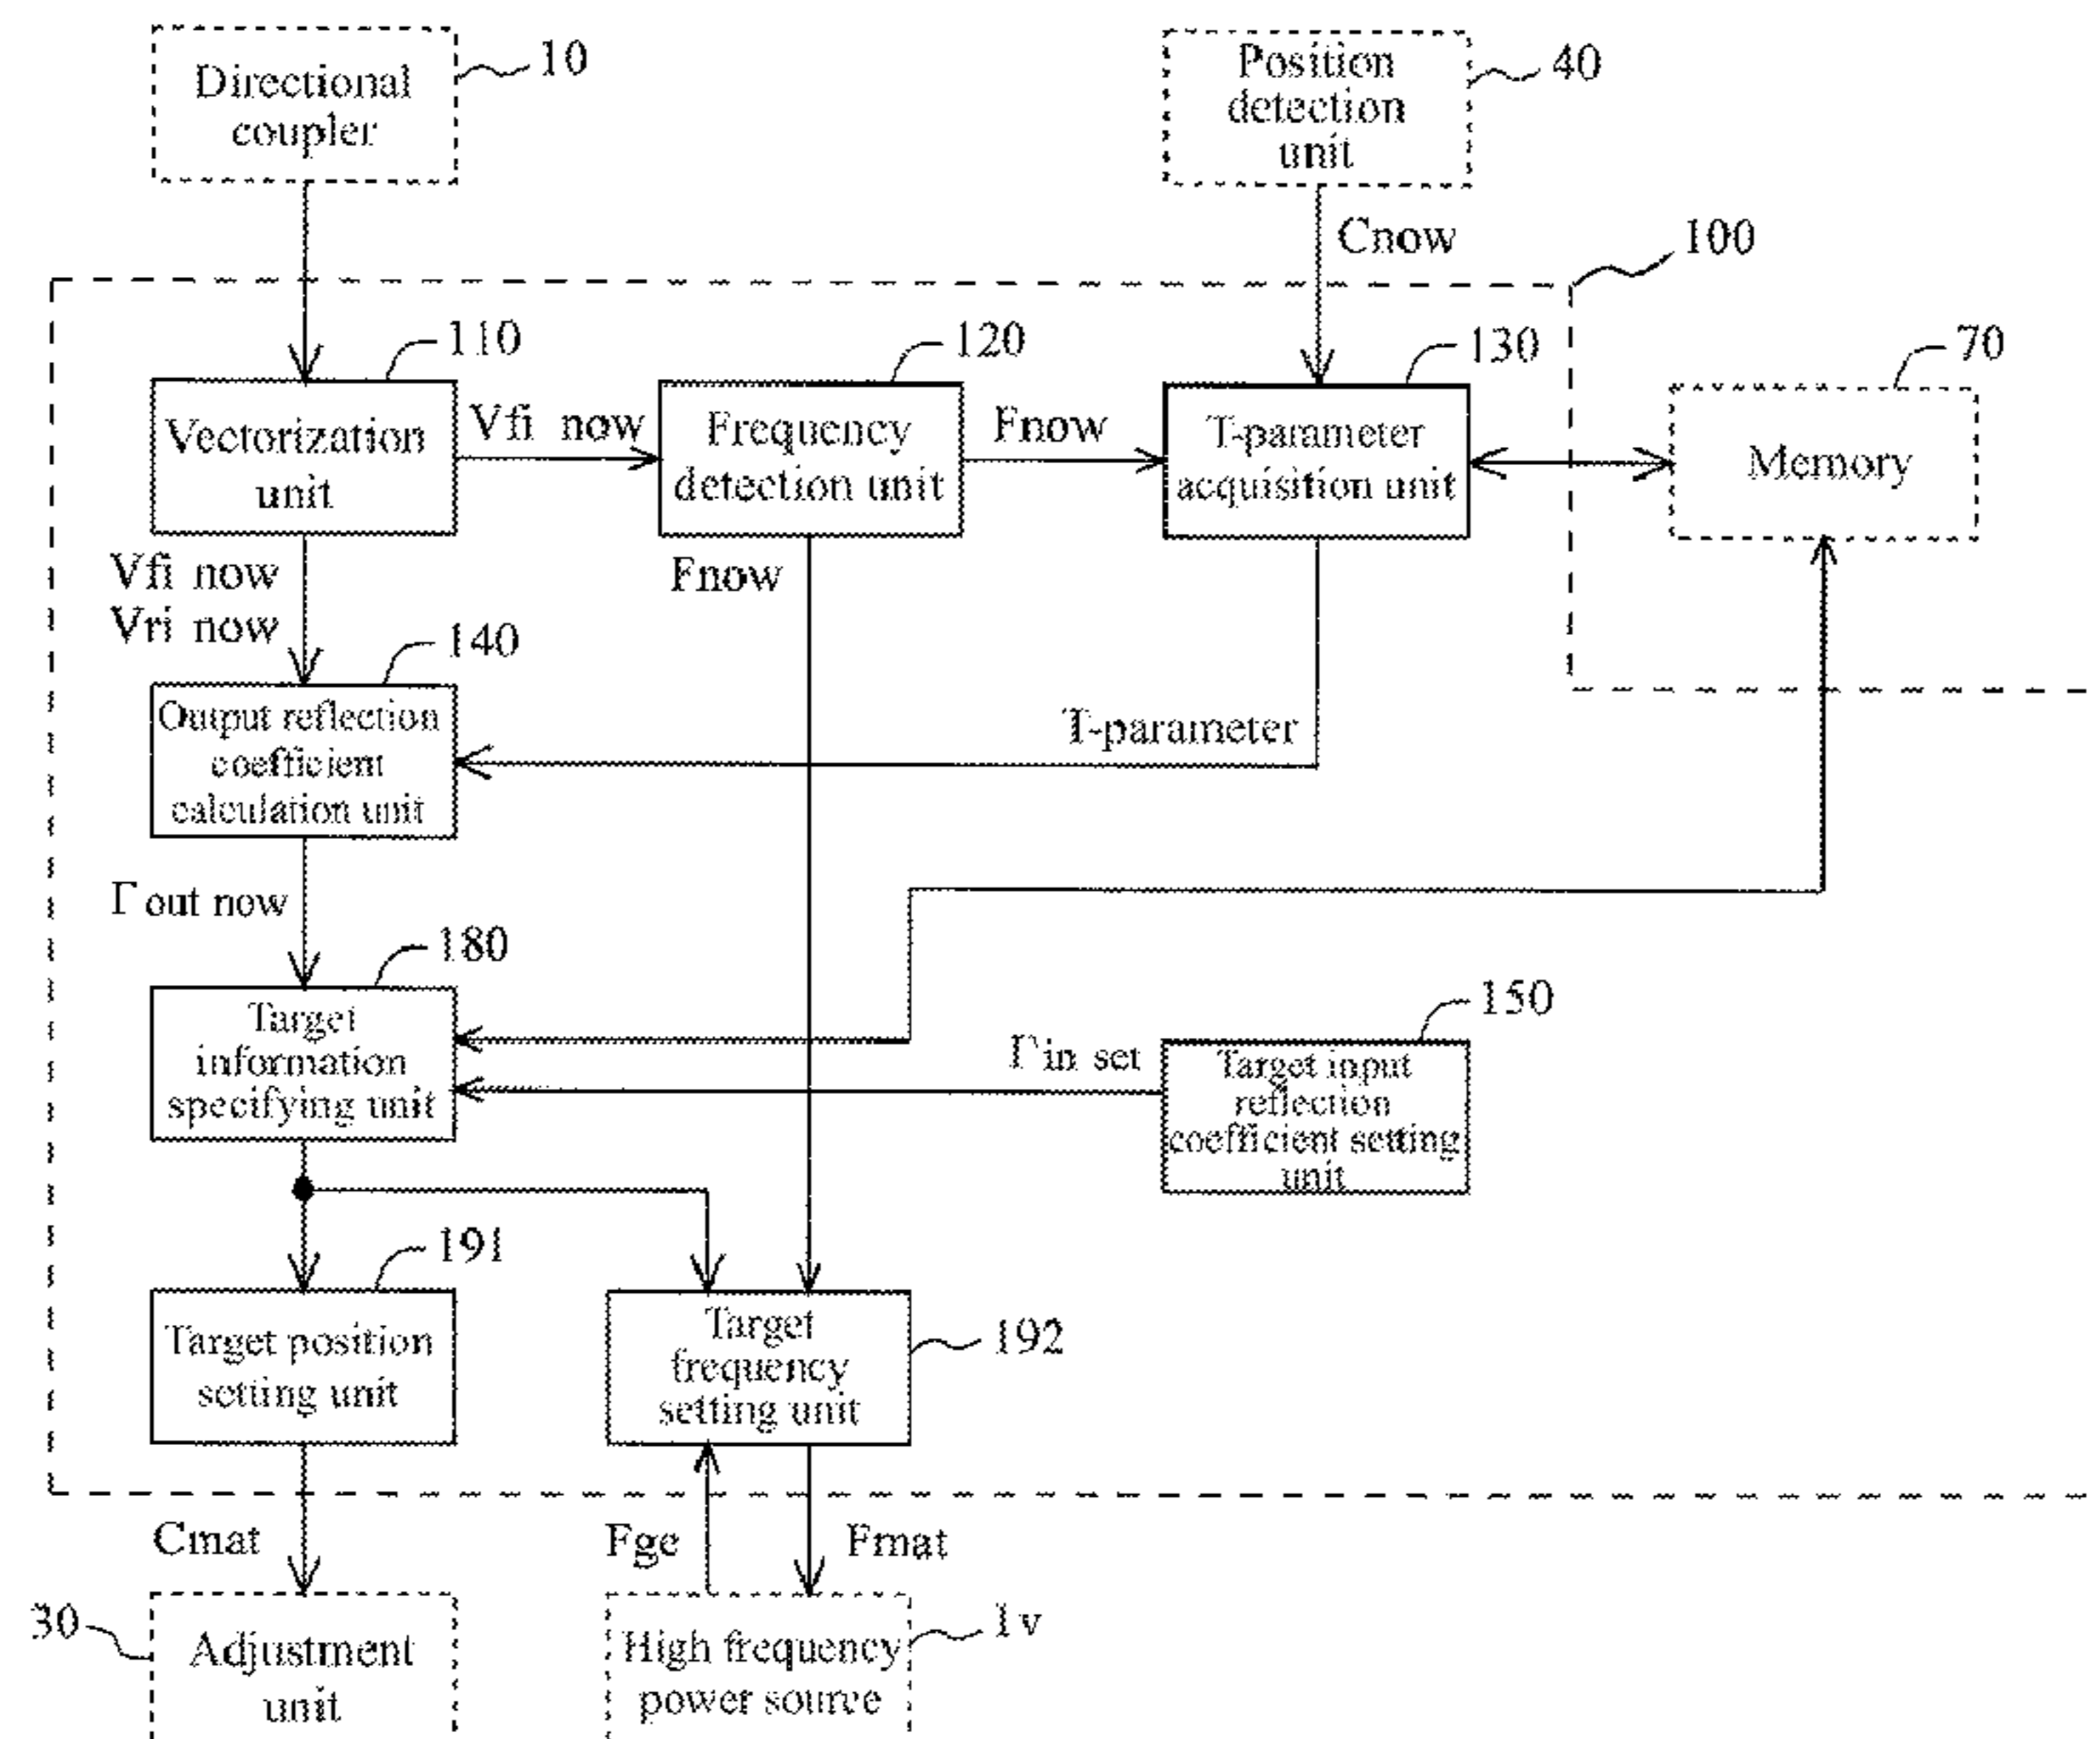 Directional
coupler
10
Position
detection
unit
40
Cnow
100
110
120
130
70
Vectorization
unit
Vfi now
Frequency
detection unit
Fnow
T-parameter
acquisition unit
Memory
Vfi now
Vri now
Fnow
140
Output reflection
coefficient
calculation unit
T-parameter
Γout now
180
Target
information
specifying unit
Γin set
150
Target input
reflection
coefficient setting
unit
191
Target position
setting unit
Target
frequency
setting unit
192
Cmat
Fge
Fmat
30
Adjustment
unit
High frequency
power source
1v